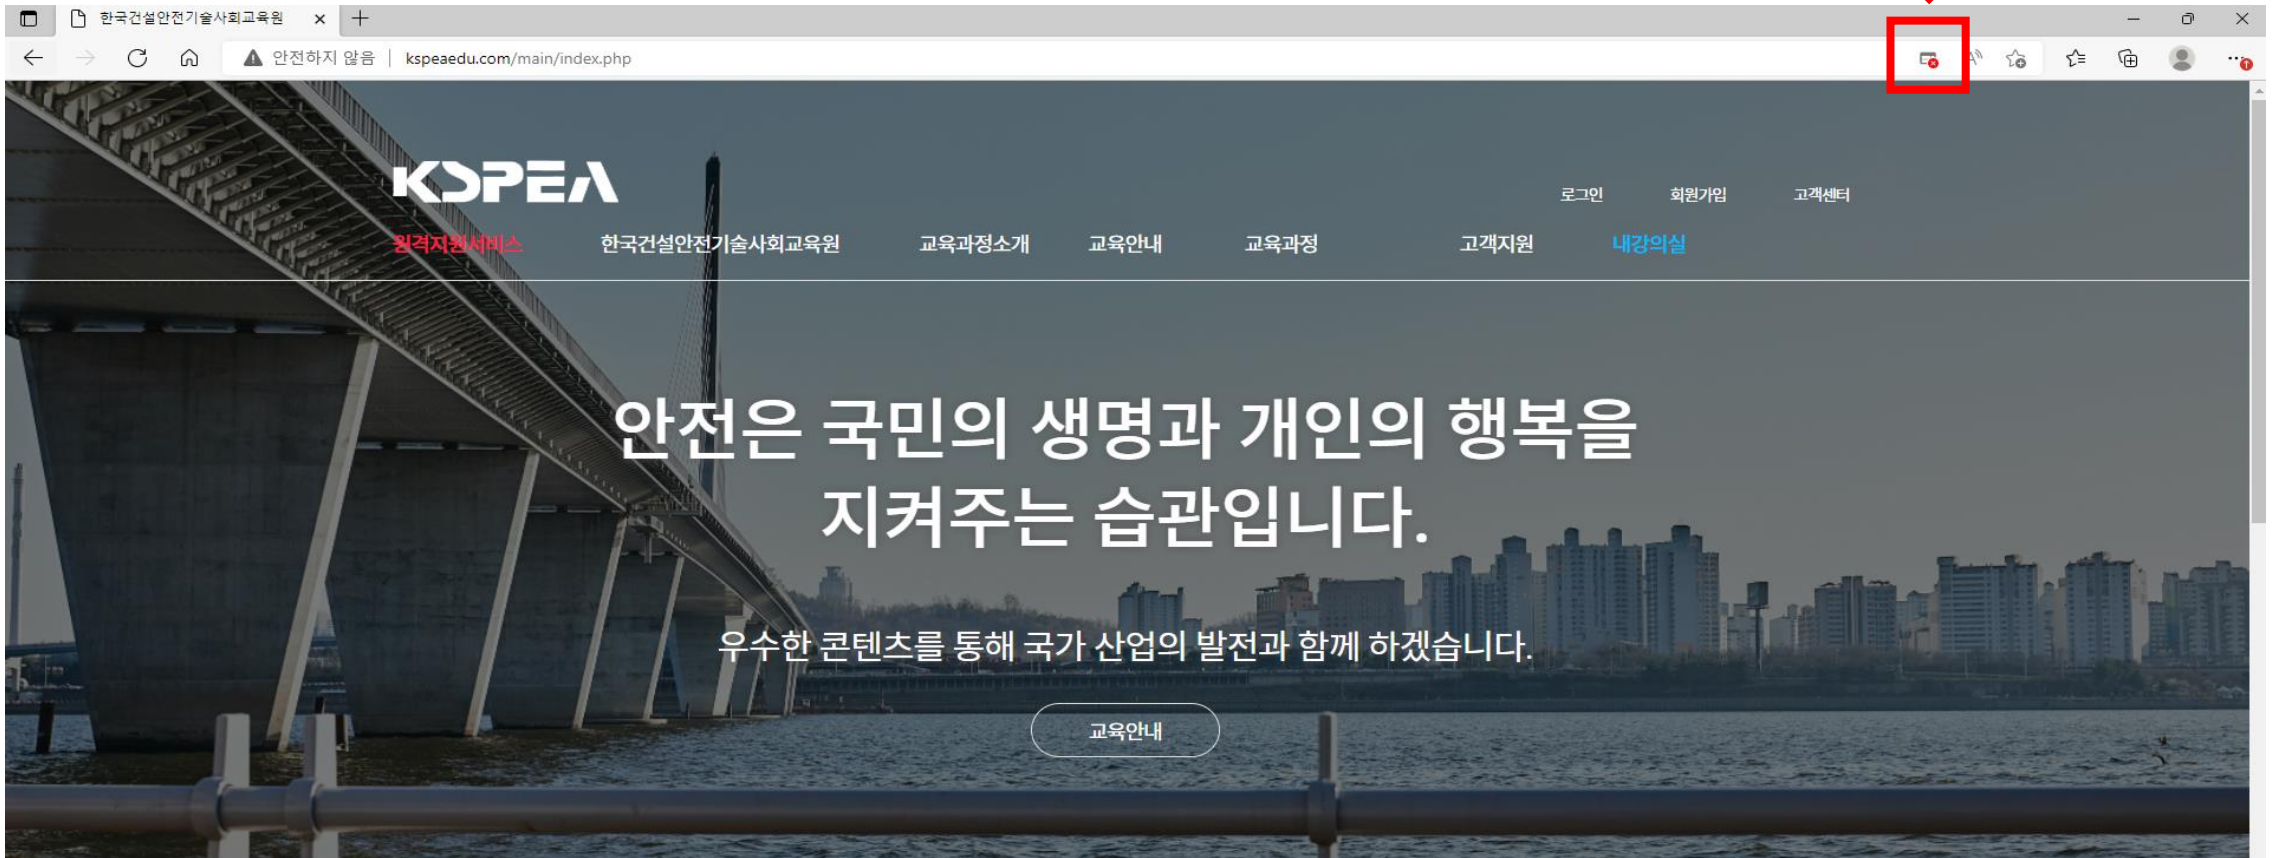 한국건설안전기술사회교육원
안전하지 않음 | kspeaedu.com/main/index.php
KSPEA
로그인 회원가입 고객센터
원격지원서비스 한국건설안전기술사회교육원 교육과정소개 교육안내 교육과정 고객지원 내강의실
안전은 국민의 생명과 개인의 행복을
지켜주는 습관입니다.
우수한 콘텐츠를 통해 국가 산업의 발전과 함께 하겠습니다.
교육안내